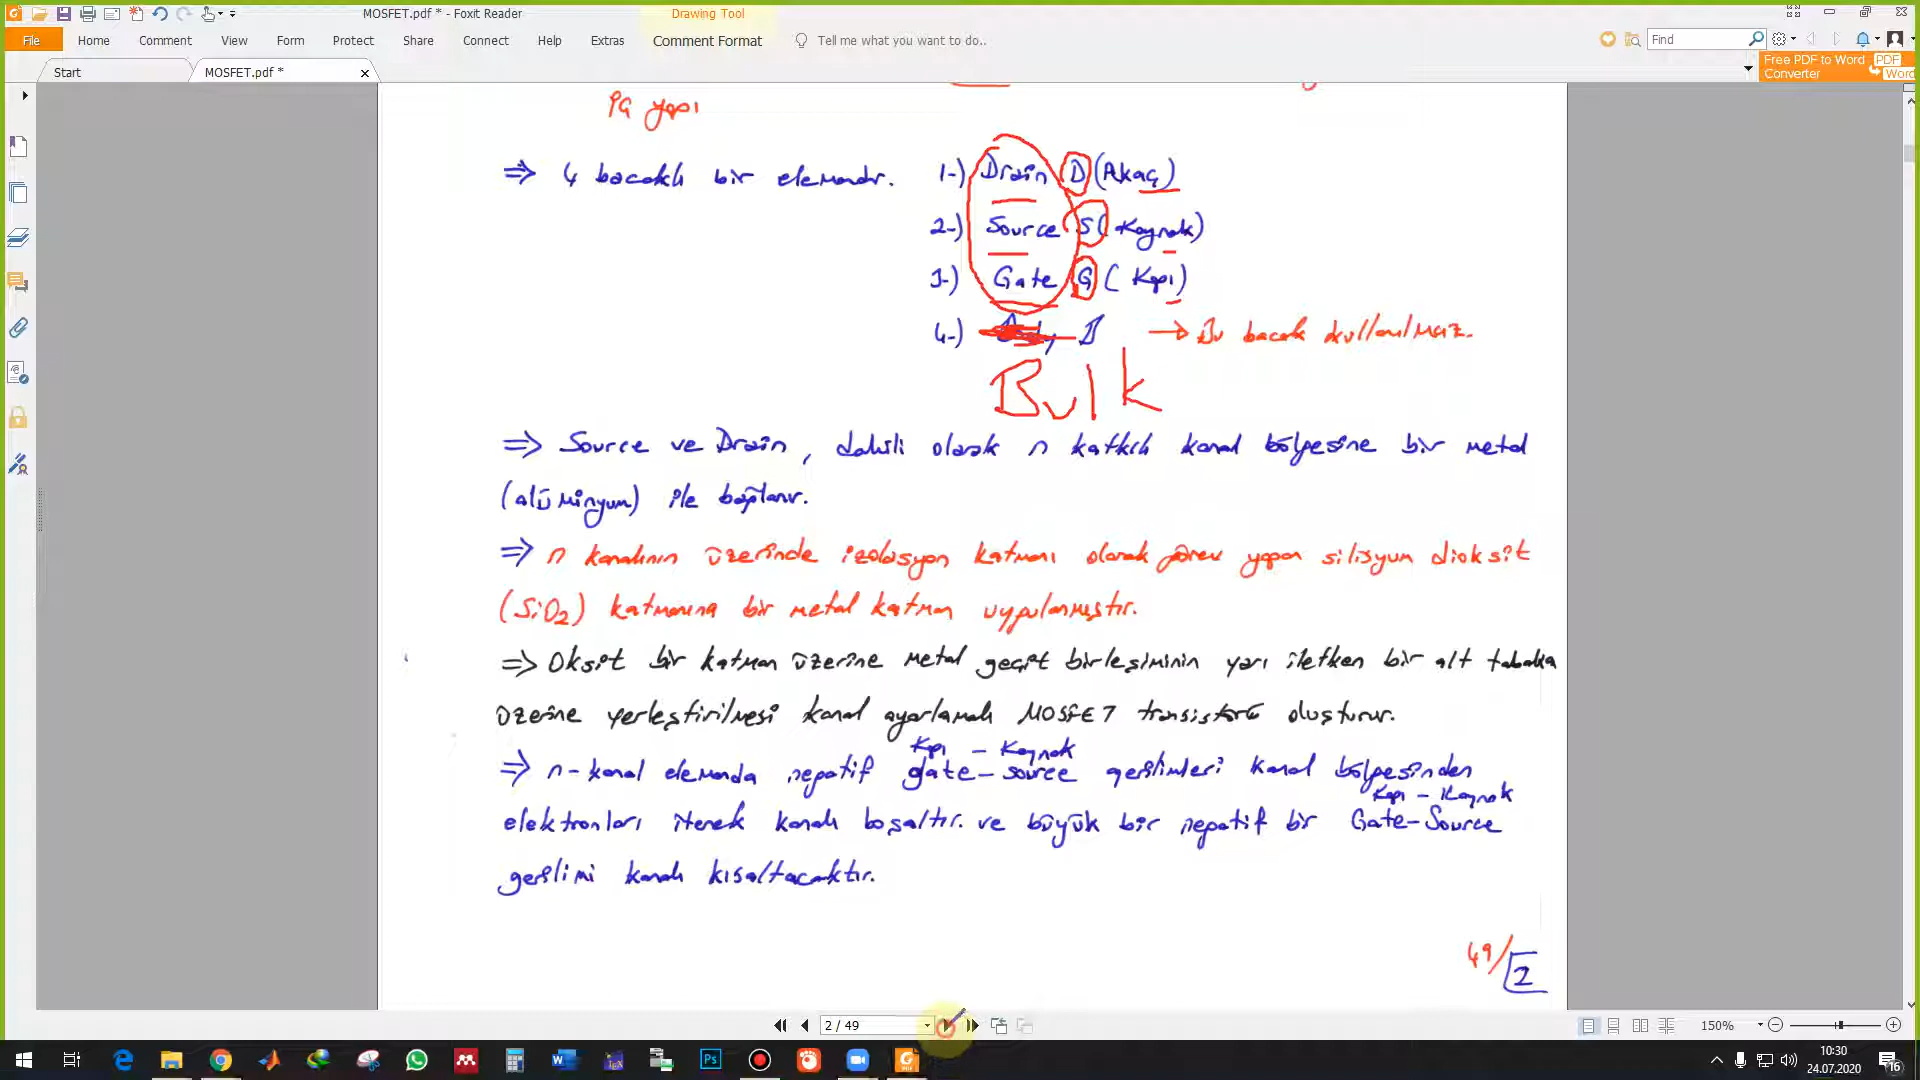 MOSFET.pdf * - Foxit Reader
Drawing Tool
File Home Comment View Form Protect Share Connect Help Extras Comment Format Tell me what you want to do.. Find
Free PDF to Word Converter
PDF
Word
Start MOSFET.pdf *
yapı
⇒ 4 bacaklı bir elemandır. 1-) Drain D (Akaç)
2-) Source S (Kaynak)
3-) Gate G (Kapı)
4-) Body B → Bu bacak kullanılmaz.
Bulk
⇒ Source ve Drain, dahili olarak n katkılı kanal bölgesine bir metal
(alüminyum) ile bağlanır.
⇒ n kanalının üzerinde izolasyon katmanı olarak görev yapan silisyum dioksit
(SiO2) katmanına bir metal katman uygulanmıştır.
⇒ Oksit bir katman üzerine metal geçit birleşiminin yarı iletken bir alt tabaka
üzerine yerleştirilmesi kanal ayarlamalı MOSFET transistörü oluşturur.
Kapı - Kaynak
⇒ n-kanal elemanda negatif gate-source gerilimleri kanal bölgesinden
Kapı - Kaynak
elektronları iterek kanalı boşaltır. ve büyük bir negatif bir Gate-Source
gerilimi kanalı kısaltacaktır.
49/2
2 / 49
150%
10:30
24.07.2020
16